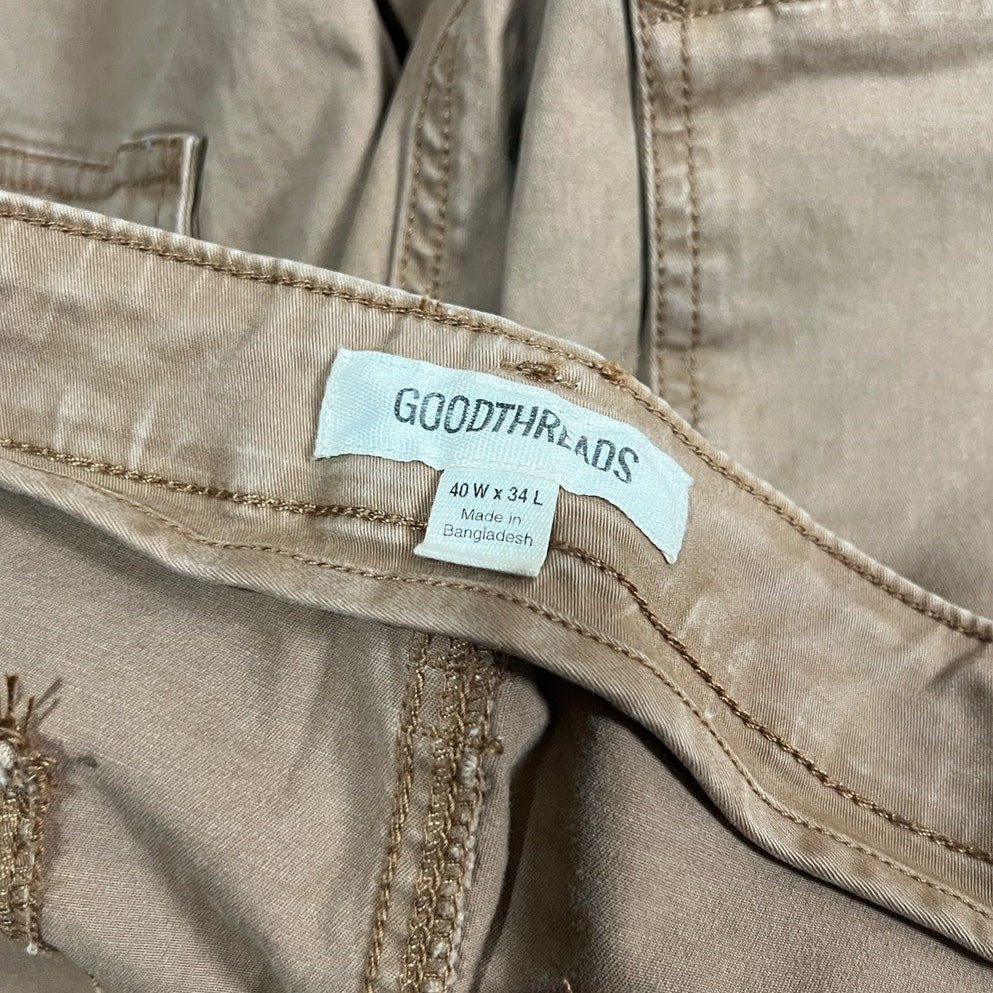 GOODTHREADS
40 W x 34 L
Made in
Bangladesh